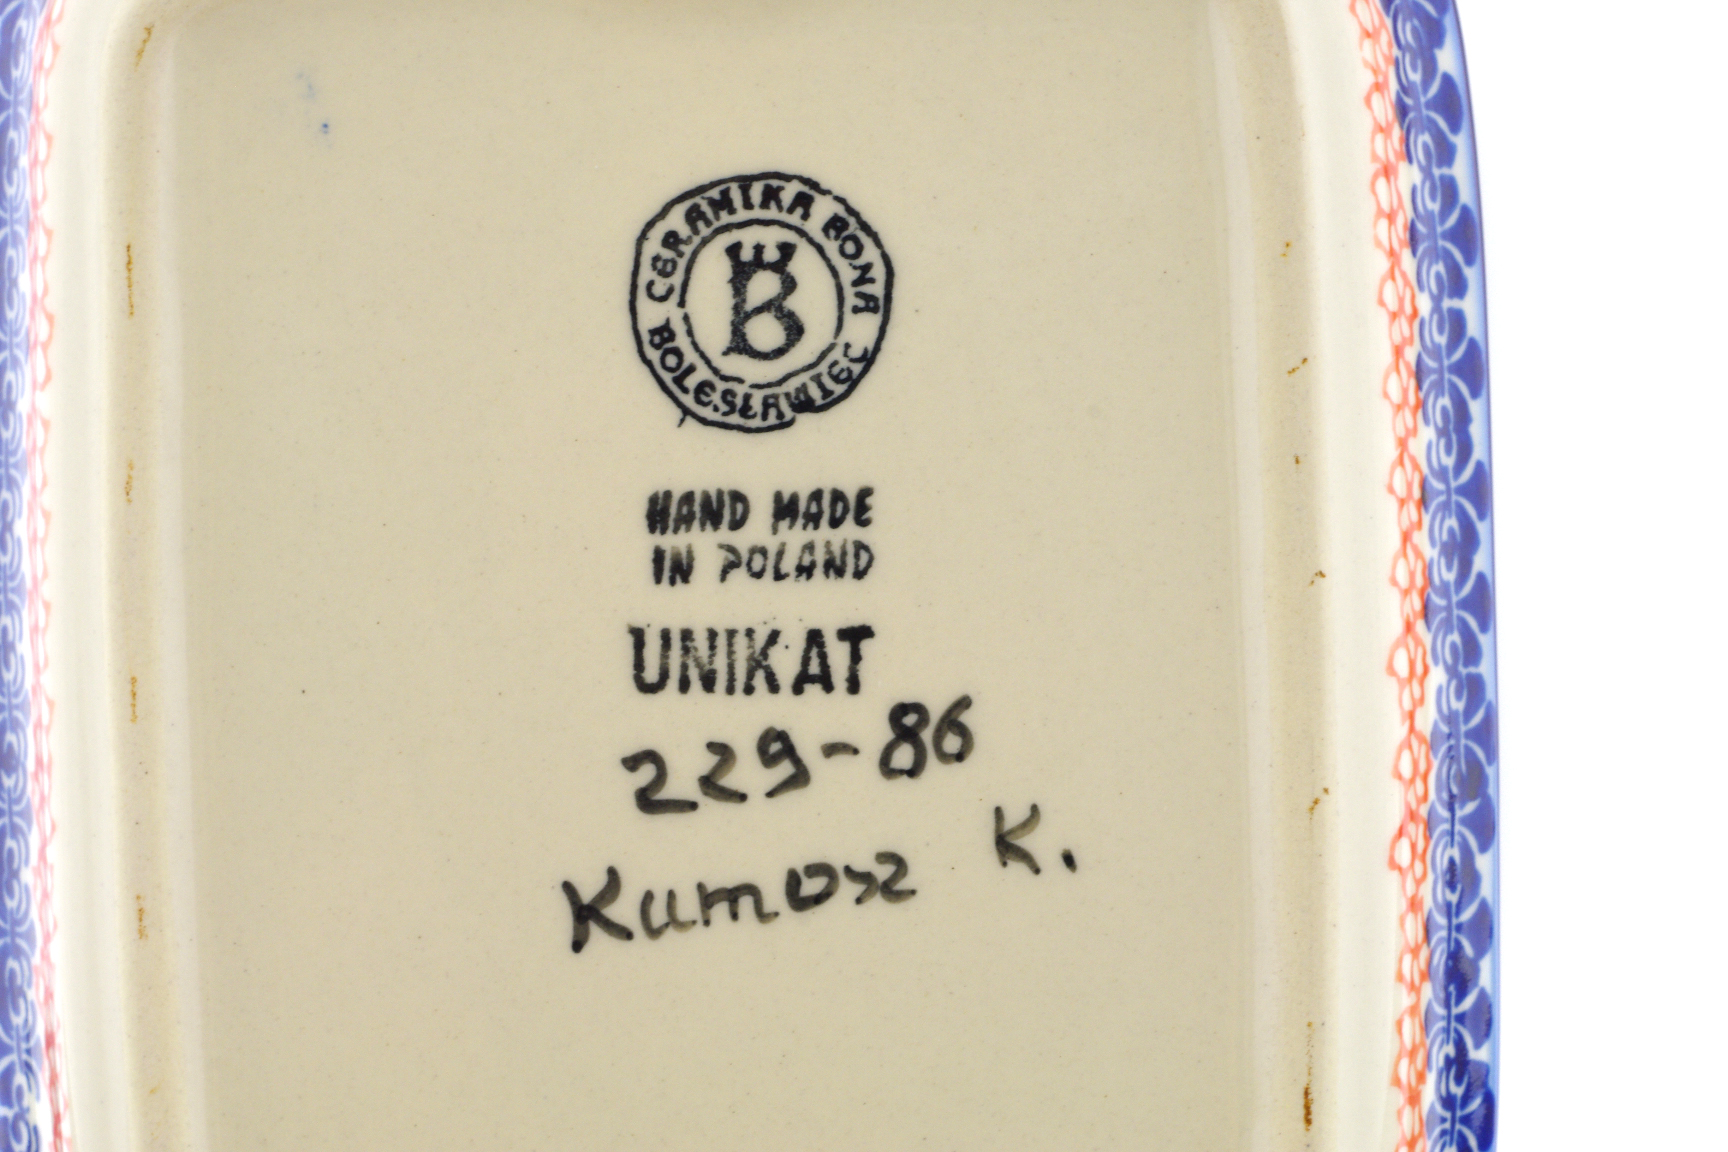 CERAMIKA BONA
BOLESŁAWIEC
B
HAND MADE
IN POLAND
UNIKAT
229-86
Kumosz K.